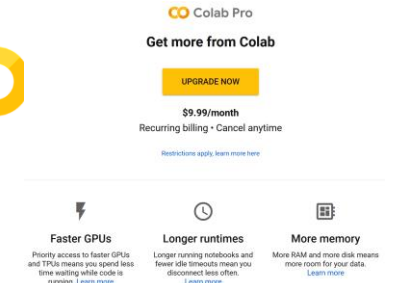 Colab Pro
Get more from Colab
UPGRADE NOW
$9.99/month
Recurring billing • Cancel anytime
Restrictions apply, learn more here
Faster GPUs
Priority access to faster GPUs
and TPUs means you spend less
time waiting while code is
running. Learn more
Longer runtimes
Longer running notebooks and
fewer idle timeouts mean you
disconnect less often.
Learn more
More memory
More RAM and more disk means
more room for your data.
Learn more